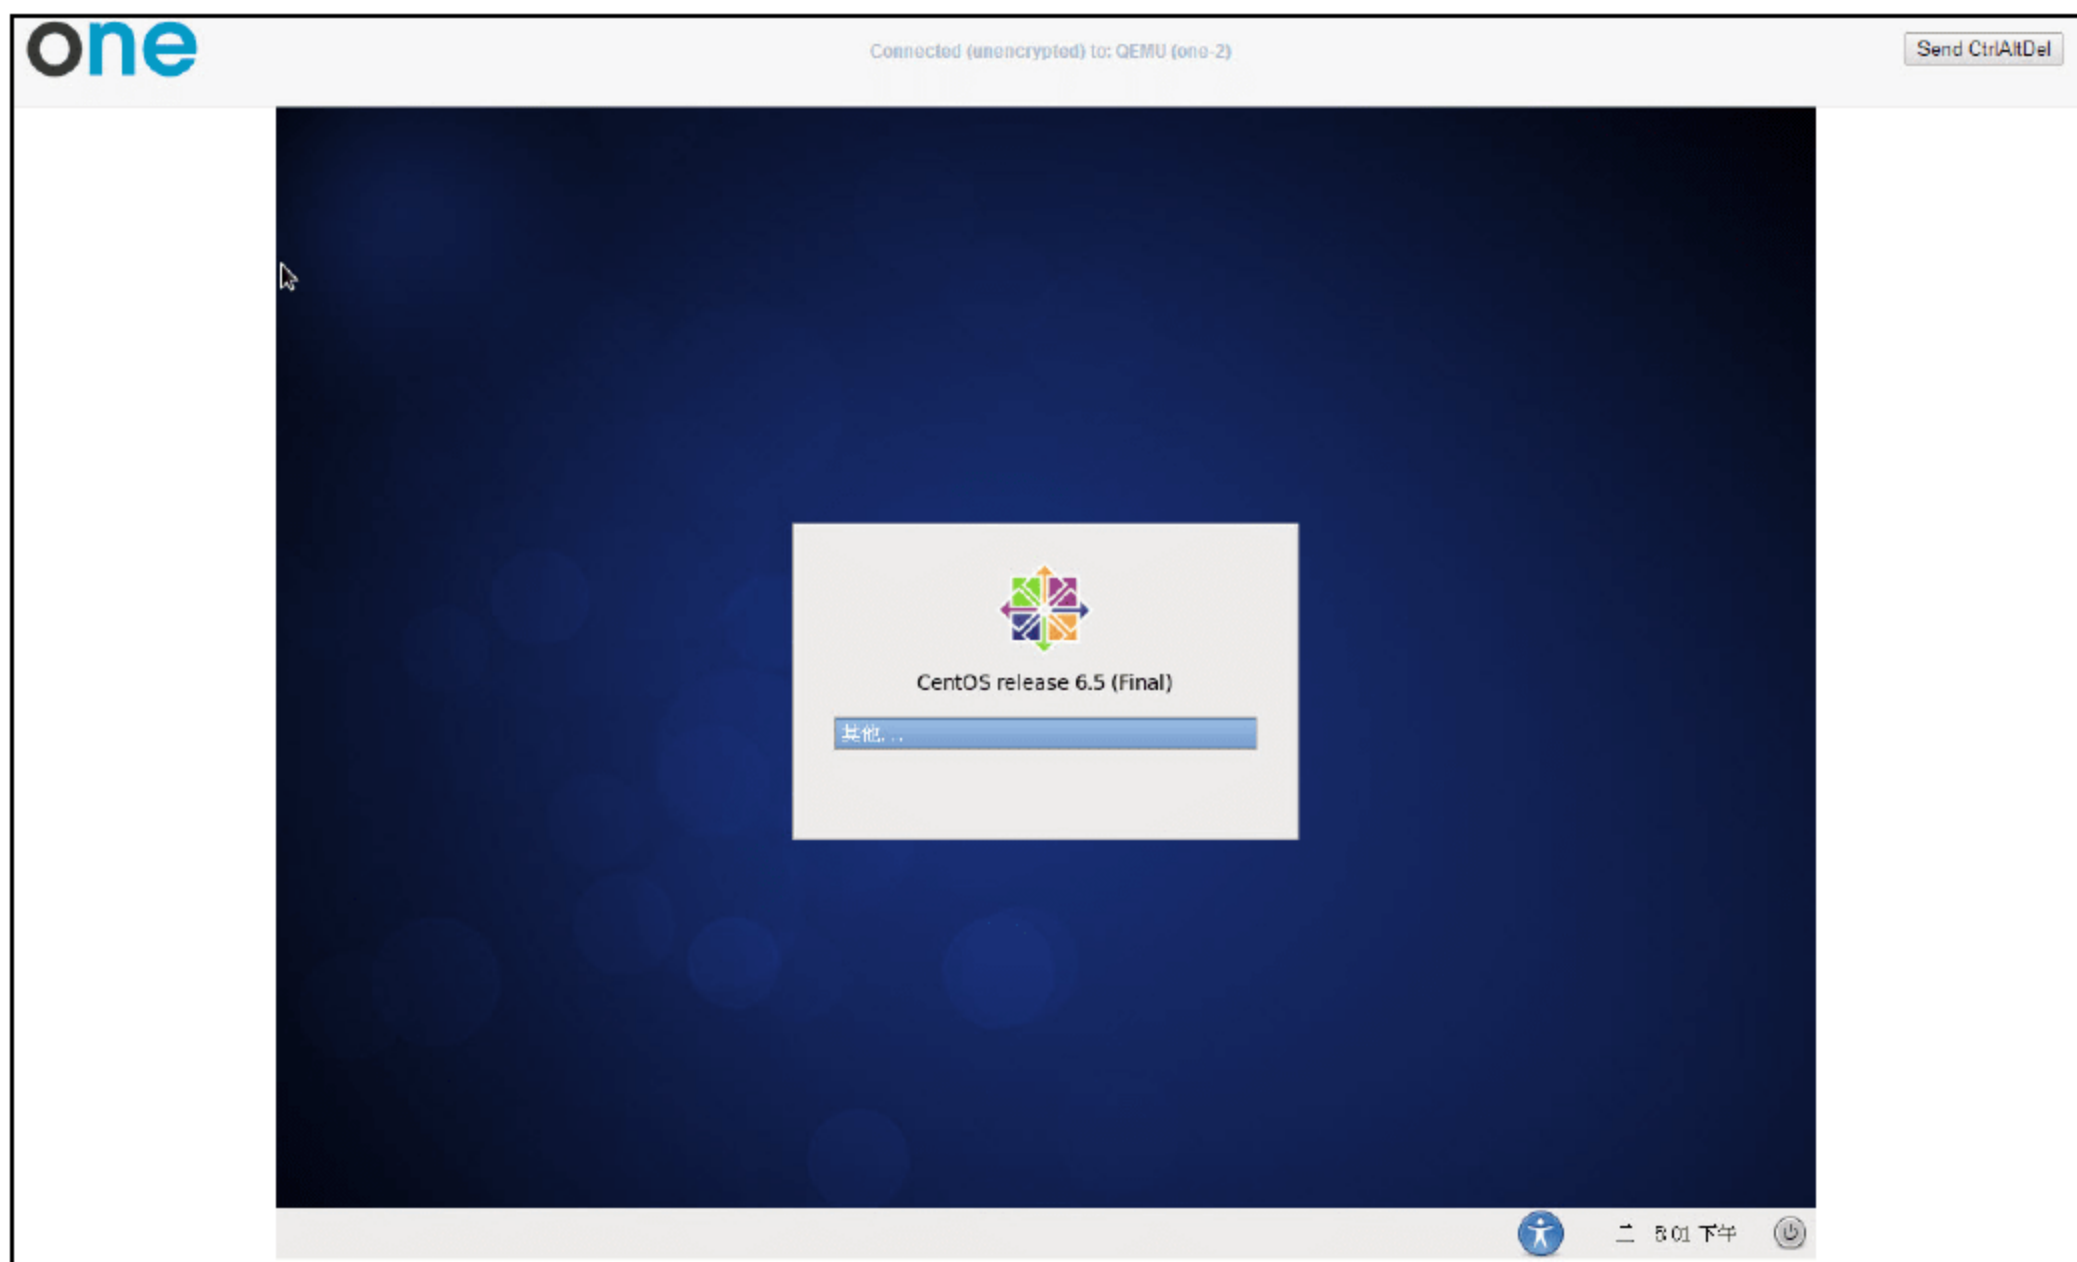 one
Connected (unencrypted) to: QEMU (one-2)
Send CtrlAltDel
CentOS release 6.5 (Final)
其他...
二 5:01 下午